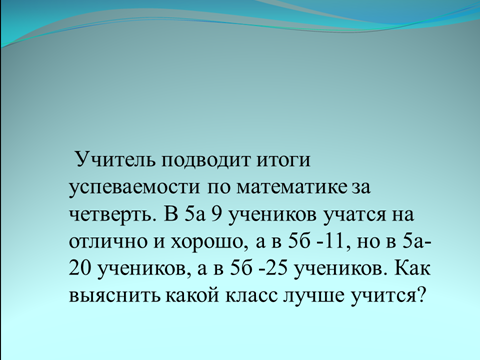 Учитель подводит итоги
успеваемости по математике за
четверть. В 5а 9 учеников учатся на
отлично и хорошо, а в 5б -11, но в 5а-
20 учеников, а в 5б -25 учеников. Как
выяснить какой класс лучше учится?